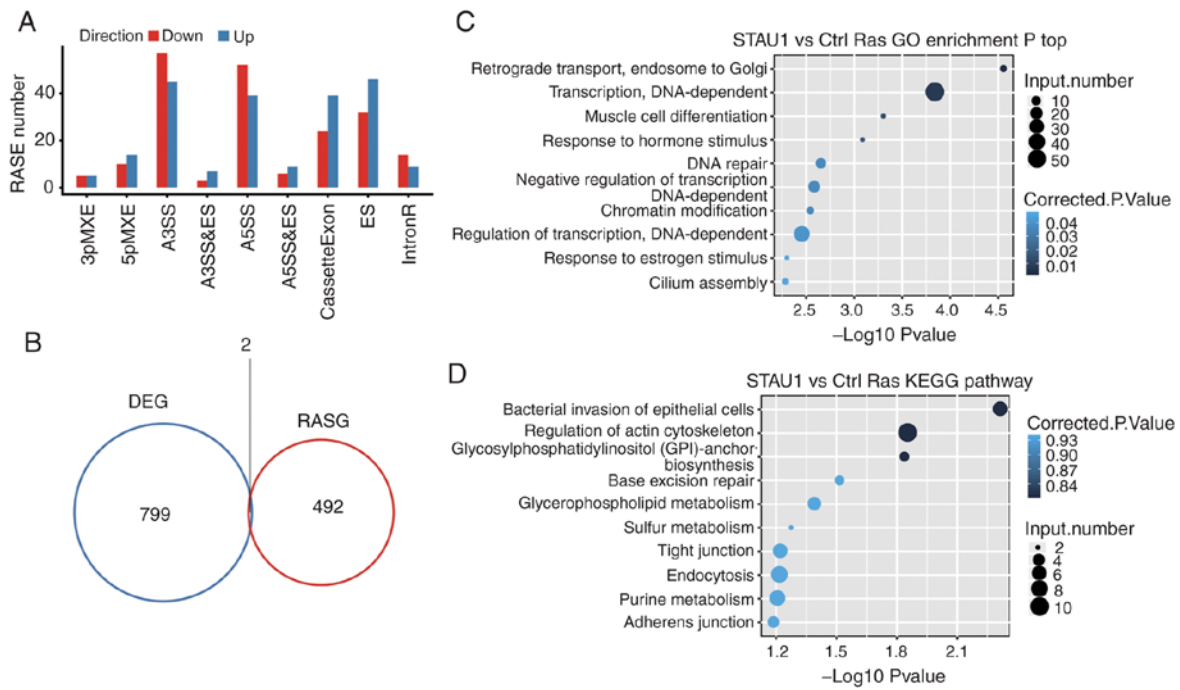 A
Direction Down Up
RASE number
40
20
0
3pMXE
5pMXE
A3SS
A3SS&ES
A5SS
A5SS&ES
CassetteExon
ES
IntronR
B
2
DEG
RASG
799
492
C
STAU1 vs Ctrl Ras GO enrichment P top
Retrograde transport, endosome to Golgi
Transcription, DNA-dependent
Muscle cell differentiation
Response to hormone stimulus
DNA repair
Negative regulation of transcription
DNA-dependent
Chromatin modification
Regulation of transcription, DNA-dependent
Response to estrogen stimulus
Cilium assembly
2.5 3.0 3.5 4.0 4.5
–Log10 Pvalue
Input.number
10
20
30
40
50
Corrected.P.Value
0.04
0.03
0.02
0.01
D
STAU1 vs Ctrl Ras KEGG pathway
Bacterial invasion of epithelial cells
Regulation of actin cytoskeleton
Glycosylphosphatidylinositol (GPI)-anchor
biosynthesis
Base excision repair
Glycerophospholipid metabolism
Sulfur metabolism
Tight junction
Endocytosis
Purine metabolism
Adherens junction
1.2 1.5 1.8 2.1
–Log10 Pvalue
Corrected.P.Value
0.93
0.90
0.87
0.84
Input.number
2
4
6
8
10